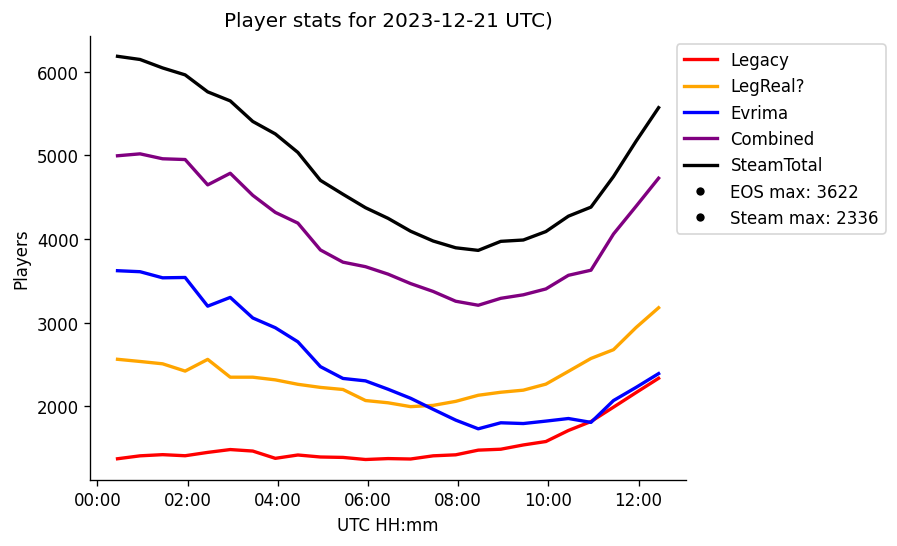 Player stats for 2023-12-21 UTC)
Legacy
LegReal?
Evrima
Combined
SteamTotal
EOS max: 3622
Steam max: 2336
Players
6000
5000
4000
3000
2000
00:00 02:00 04:00 06:00 08:00 10:00 12:00
UTC HH:mm